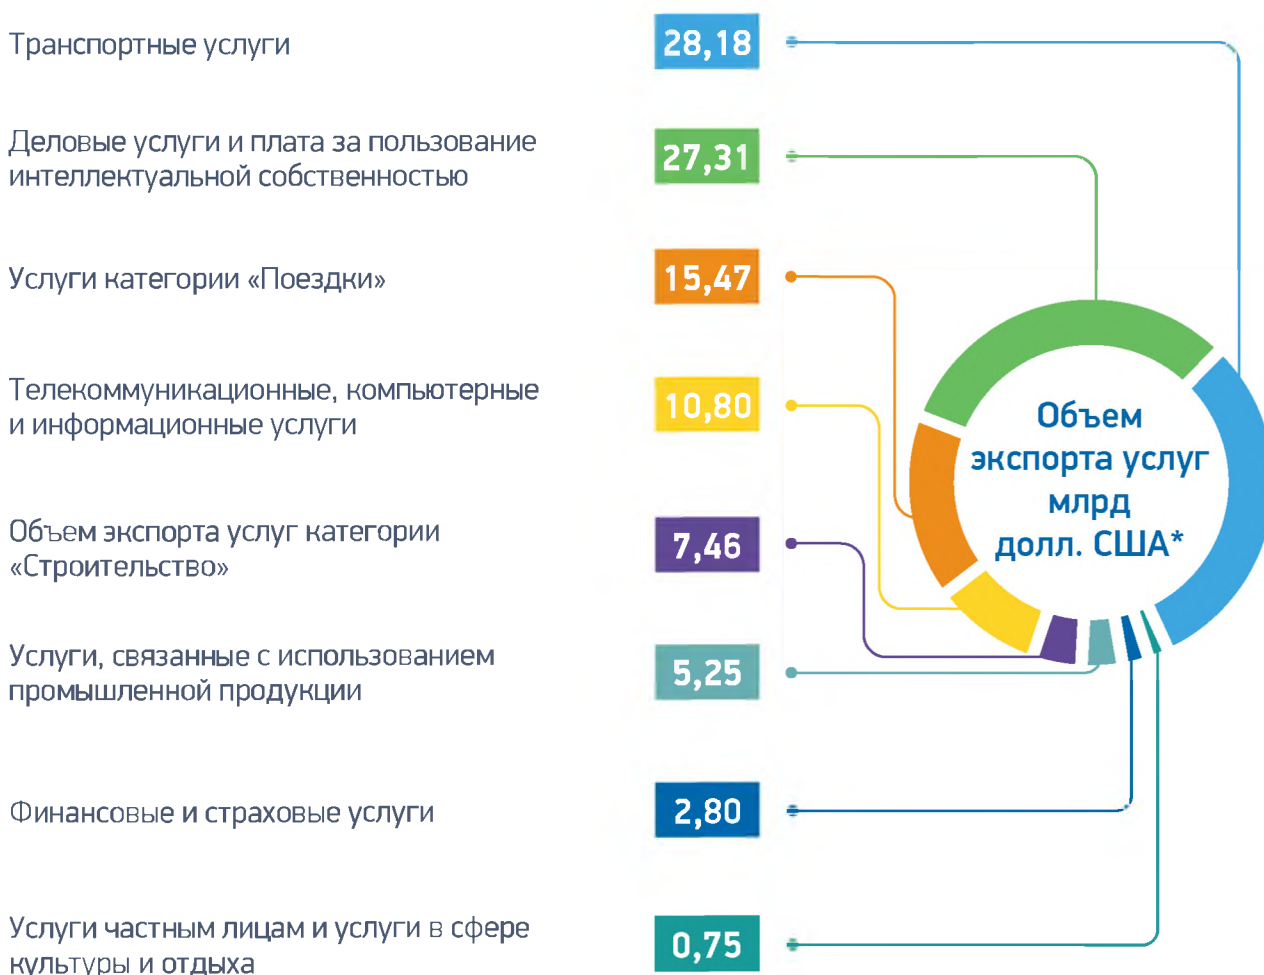 Транспортные услуги
28,18
Деловые услуги и плата за пользование
интеллектуальной собственностью
27,31
Услуги категории «Поездки»
15,47
Телекоммуникационные, компьютерные
и информационные услуги
10,80
Объем экспорта услуг категории
«Строительство»
7,46
Услуги, связанные с использованием
промышленной продукции
5,25
Финансовые и страховые услуги
2,80
Услуги частным лицам и услуги в сфере
культуры и отдыха
0,75
Объем
экспорта услуг
млрд
долл. США*